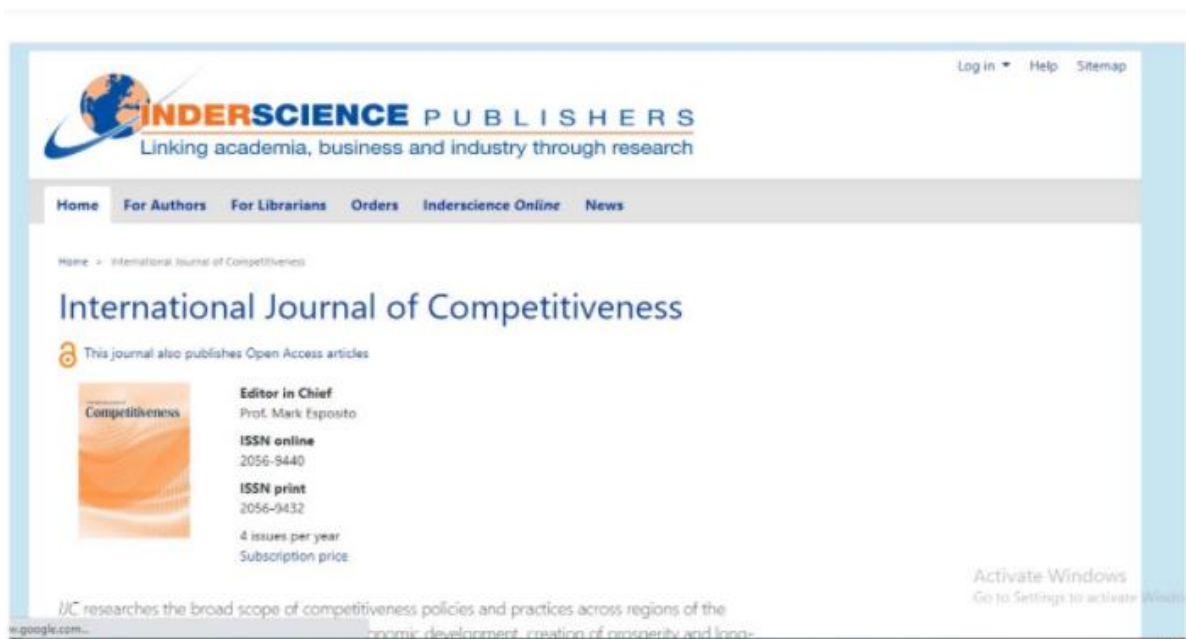 Log in Help Sitemap
INDERSCIENCE PUBLISHERS
Linking academia, business and industry through research
Home For Authors For Librarians Orders Inderscience Online News
Home > International Journal of Competitiveness
International Journal of Competitiveness
This journal also publishes Open Access articles
Competitiveness
Editor in Chief
Prof. Mark Esposito
ISSN online
2056-9440
ISSN print
2056-9432
4 issues per year
Subscription price
Activate Windows
Go to Settings to activate
IJC researches the broad scope of competitiveness policies and practices across regions of the
economic development, creation of prosperity and long-
w.google.com...